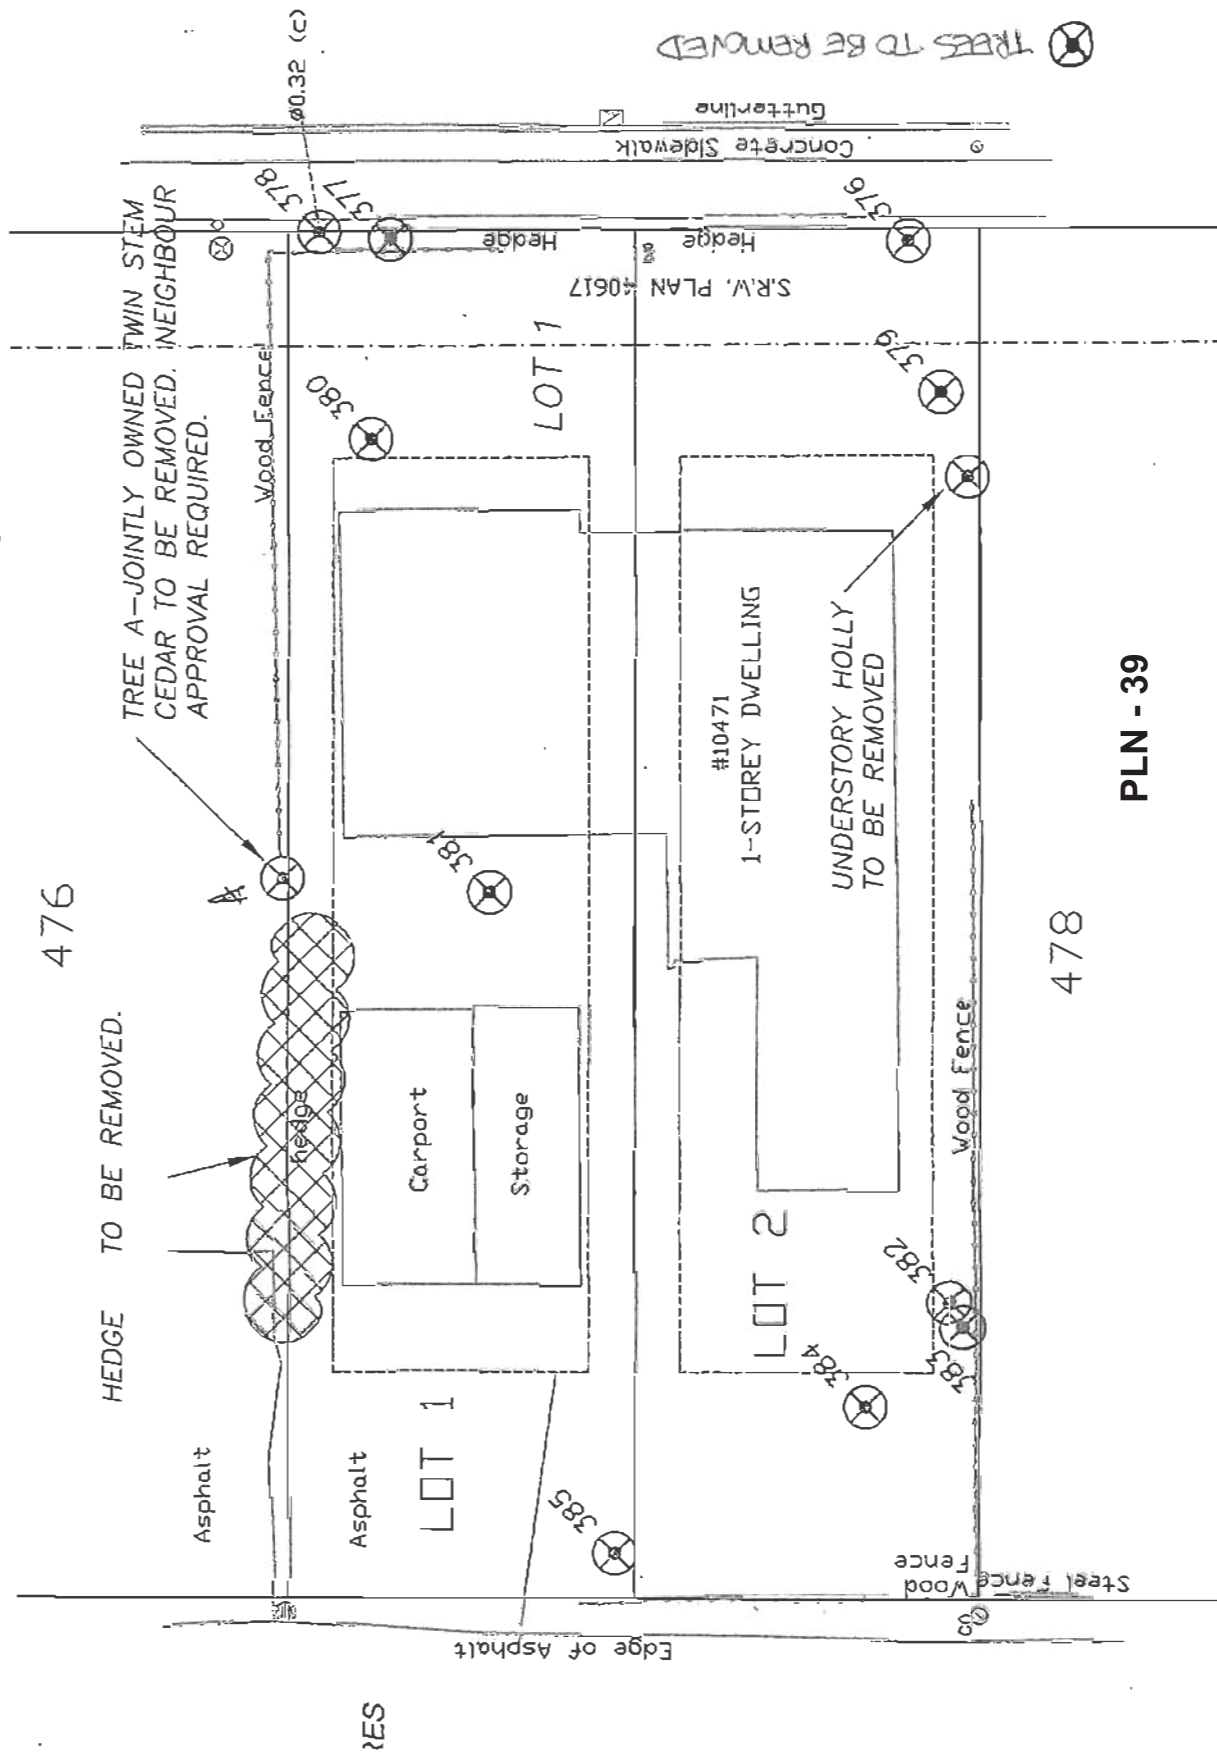 TREES TO BE REMOVED
Gutterline
Concrete Sidewalk
ø0.32 (c)
378
377
376
Hedge
Hedge
S.R.W. PLAN 40617
TREE A-JOINTLY OWNED TWIN STEM
CEDAR TO BE REMOVED. NEIGHBOUR
APPROVAL REQUIRED.
Wood Fence
380
LOT 1
379
476
A
381
#10471
1-STOREY DWELLING
UNDERSTORY HOLLY
TO BE REMOVED
478
HEDGE TO BE REMOVED.
hedge
Carport
Storage
Wood Fence
LOT 2
382
383
384
Asphalt
Asphalt
LOT 1
385
Wood
Fence
Steel Fence
Edge of Asphalt
RES
PLN - 39